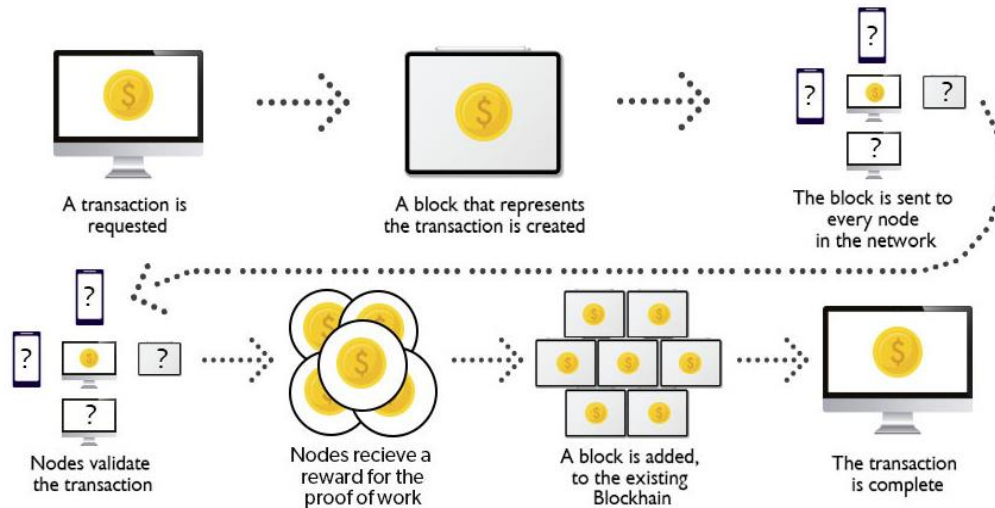 $
$
?
?
$
?
?
A transaction is
requested
A block that represents
the transaction is created
The block is sent to
every node
in the network
?
?
$
?
?
$
$
$
$
$
$
$
$
$
$
$
$
$
Nodes validate
the transaction
Nodes recieve a
reward for the
proof of work
A block is added,
to the existing
Blockhain
The transaction
is complete